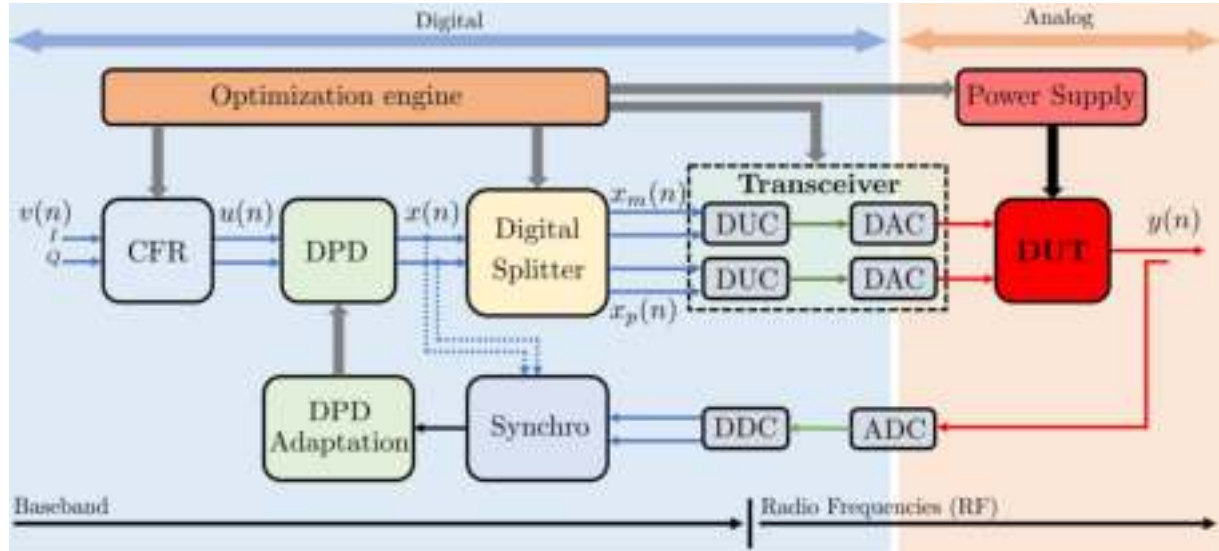 Digital
Analog
Optimization engine
Power Supply
Transceiver
v(n)
I
Q
CFR
u(n)
DPD
x(n)
Digital
Splitter
x_m(n)
x_p(n)
DUC
DAC
DUC
DAC
DUT
y(n)
DPD
Adaptation
Synchro
DDC
ADC
Baseband
Radio Frequencies (RF)